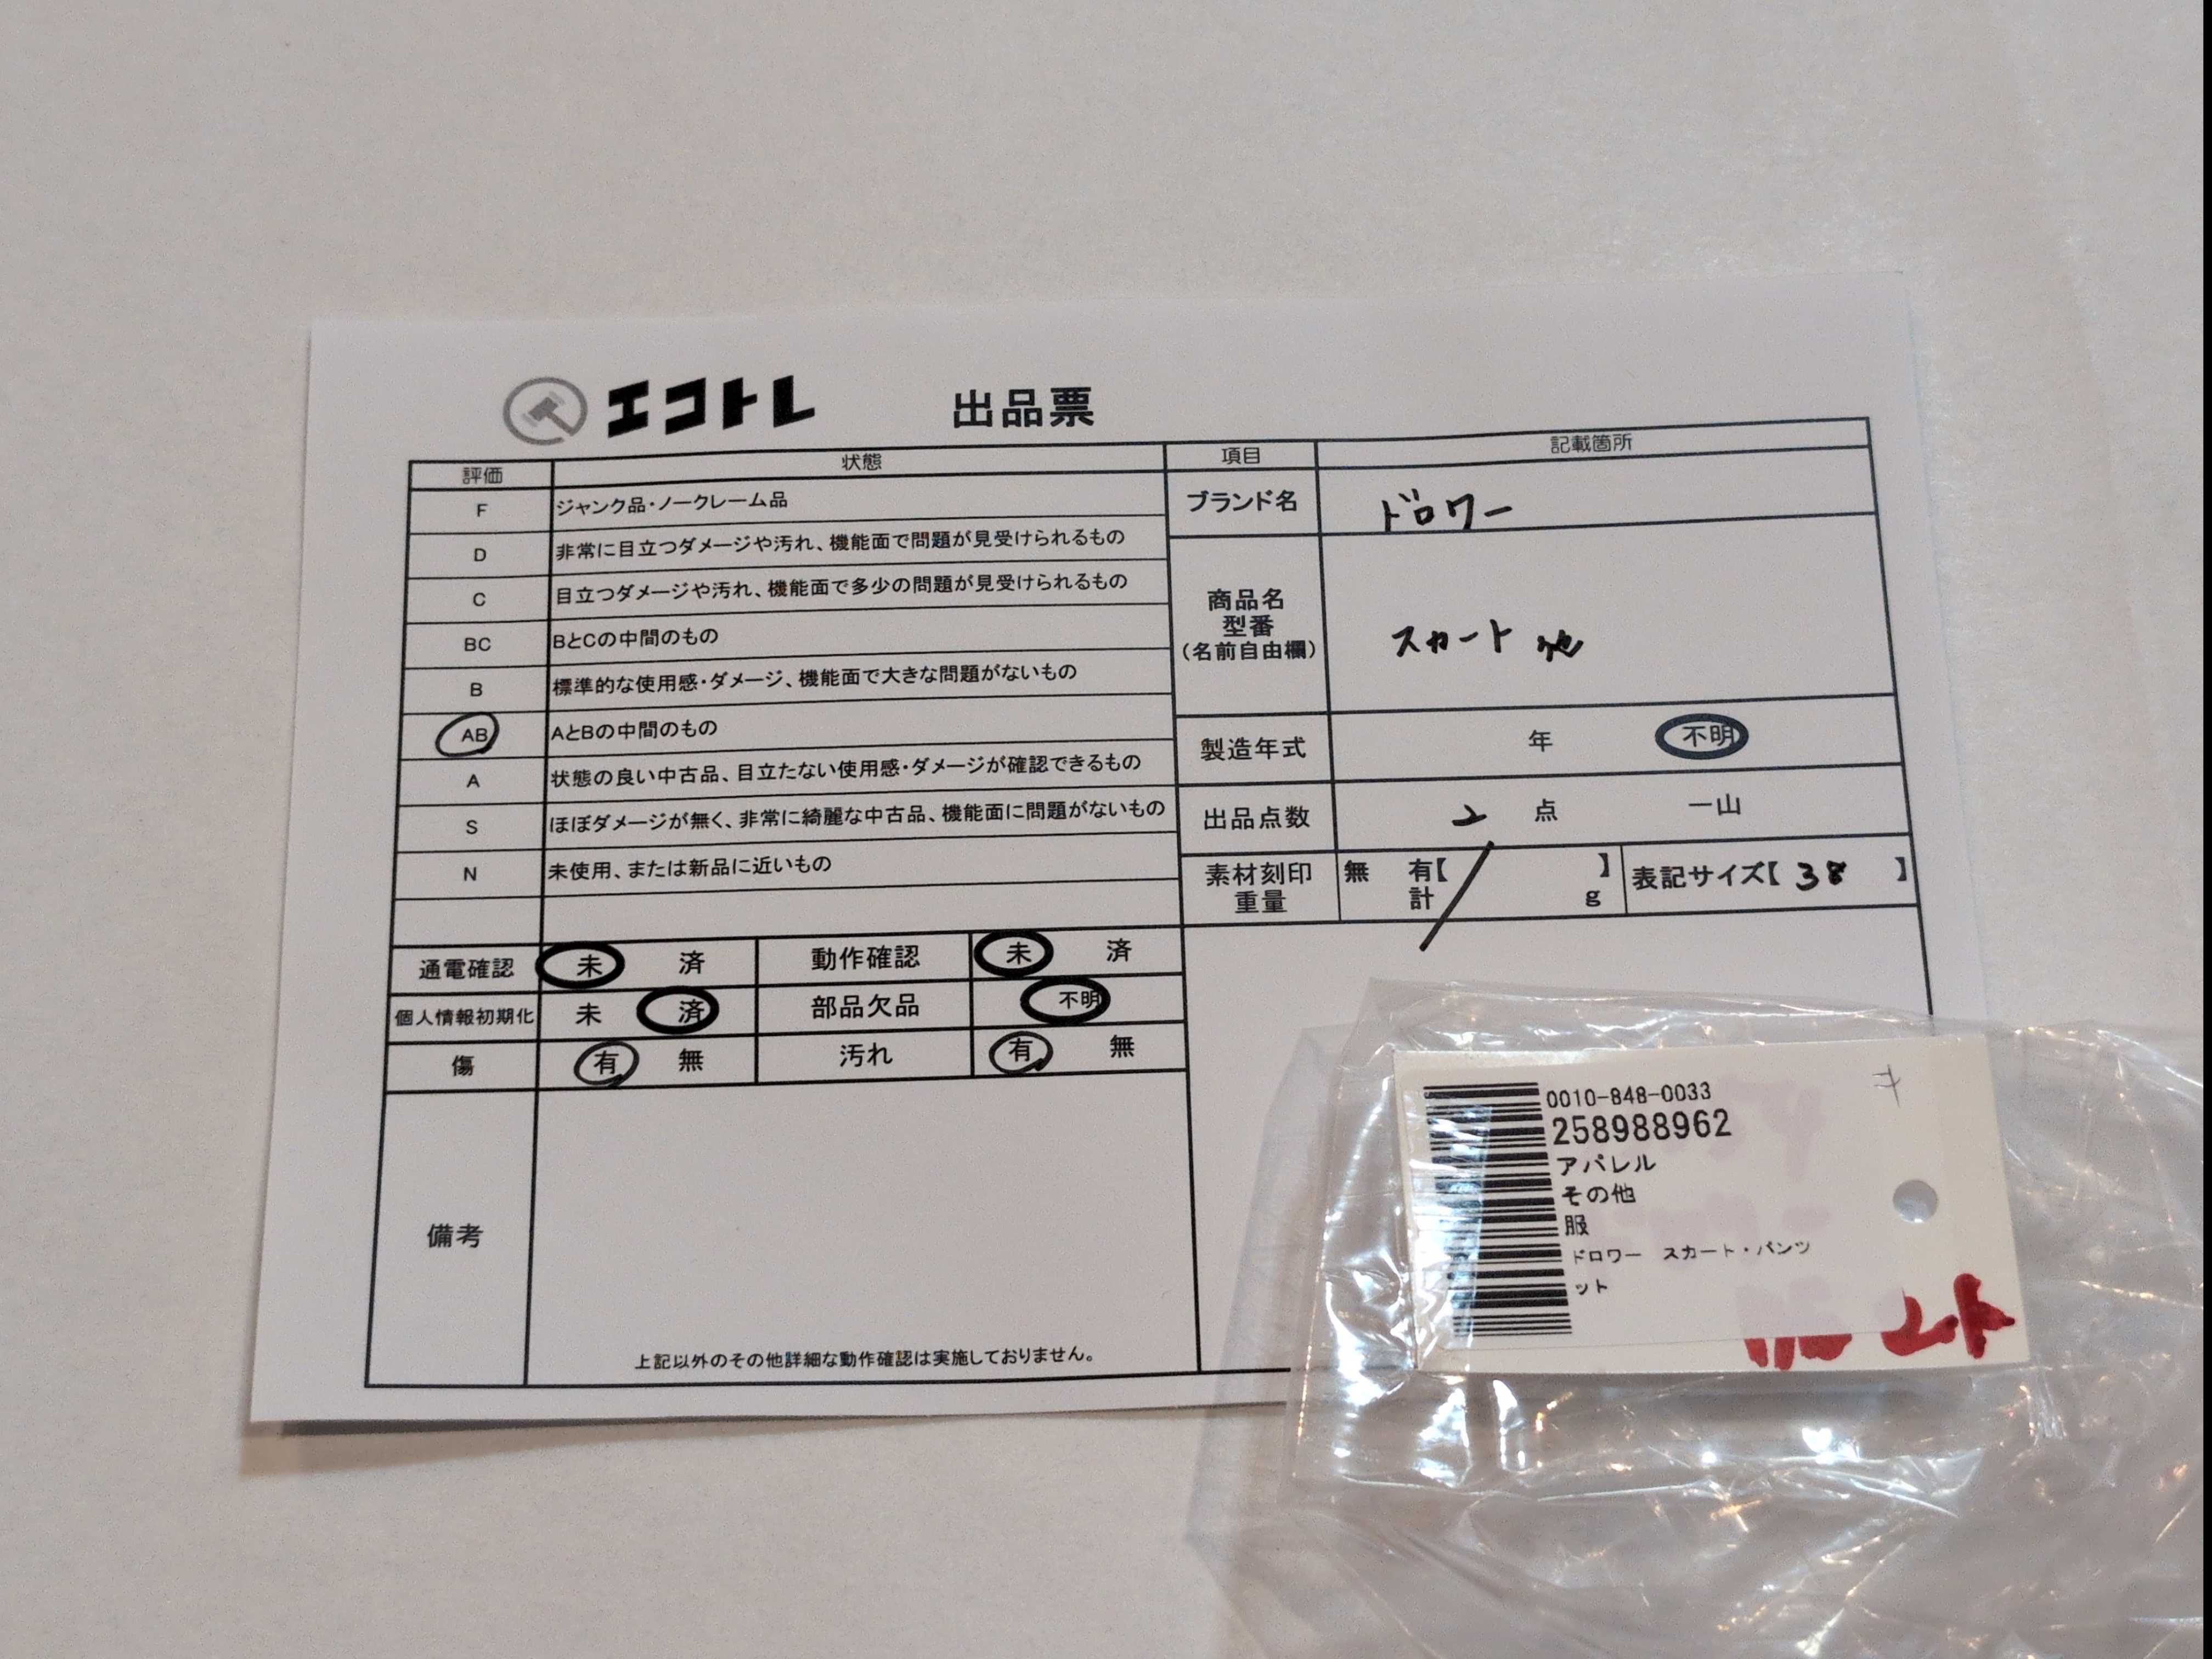 エコトレ 出品票
評価 状態
F ジャンク品・ノークレーム品
D 非常に目立つダメージや汚れ、機能面で問題が見受けられるもの
C 目立つダメージや汚れ、機能面で多少の問題が見受けられるもの
BC BとCの中間のもの
B 標準的な使用感・ダメージ、機能面で大きな問題がないもの
AB AとBの中間のもの
A 状態の良い中古品、目立たない使用感・ダメージが確認できるもの
S ほぼダメージが無く、非常に綺麗な中古品、機能面に問題がないもの
N 未使用、または新品に近いもの
通電確認 未 済 動作確認 未 済
個人情報初期化 未 済 部品欠品 不明
傷 有 無 汚れ 有 無
備考
上記以外のその他詳細な動作確認は実施しておりません。
項目 記載箇所
ブランド名 ドロワー
商品名
型番
(名前自由欄)
スカート 他
製造年式 年 不明
出品点数 2 点 一山
素材刻印 無 有【 】
重量 計 g
表記サイズ【 38 】
0010-848-0033
258988962
アパレル
その他
服
ドロワー スカート・パンツ
ット